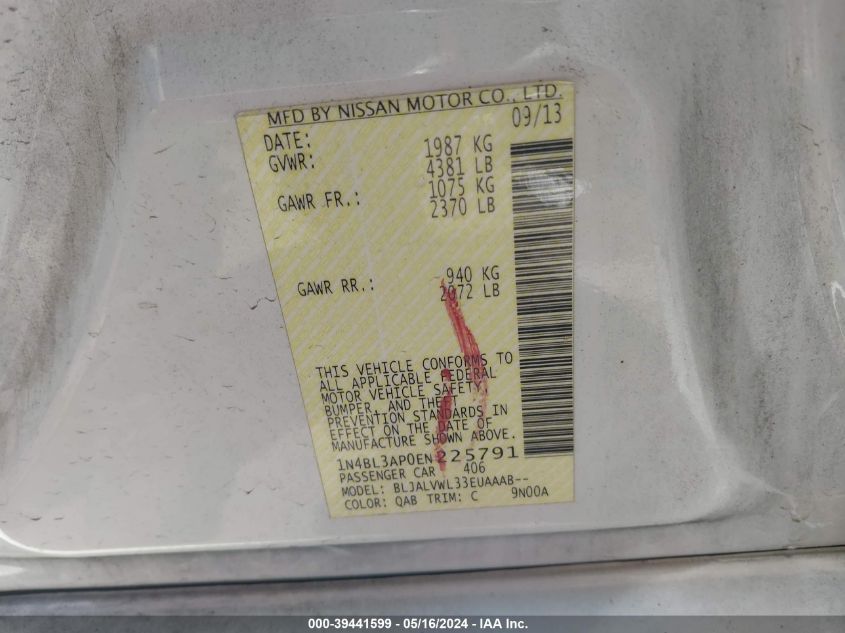 MFD BY NISSAN MOTOR CO., LTD.
DATE: 09/13
GVWR: 1987 KG
4381 LB
GAWR FR.: 1075 KG
2370 LB
GAWR RR.: 940 KG
2072 LB
THIS VEHICLE CONFORMS TO
ALL APPLICABLE FEDERAL
MOTOR VEHICLE SAFETY,
BUMPER, AND THEFT
PREVENTION STANDARDS IN
EFFECT ON THE DATE OF
MANUFACTURE SHOWN ABOVE.
1N4BL3AP0EN225791
PASSENGER CAR 406
MODEL: BLJALVWL33EUAAAB--
COLOR: QAB TRIM: C 9N00A
000-39441599 - 05/16/2024 - IAA Inc.